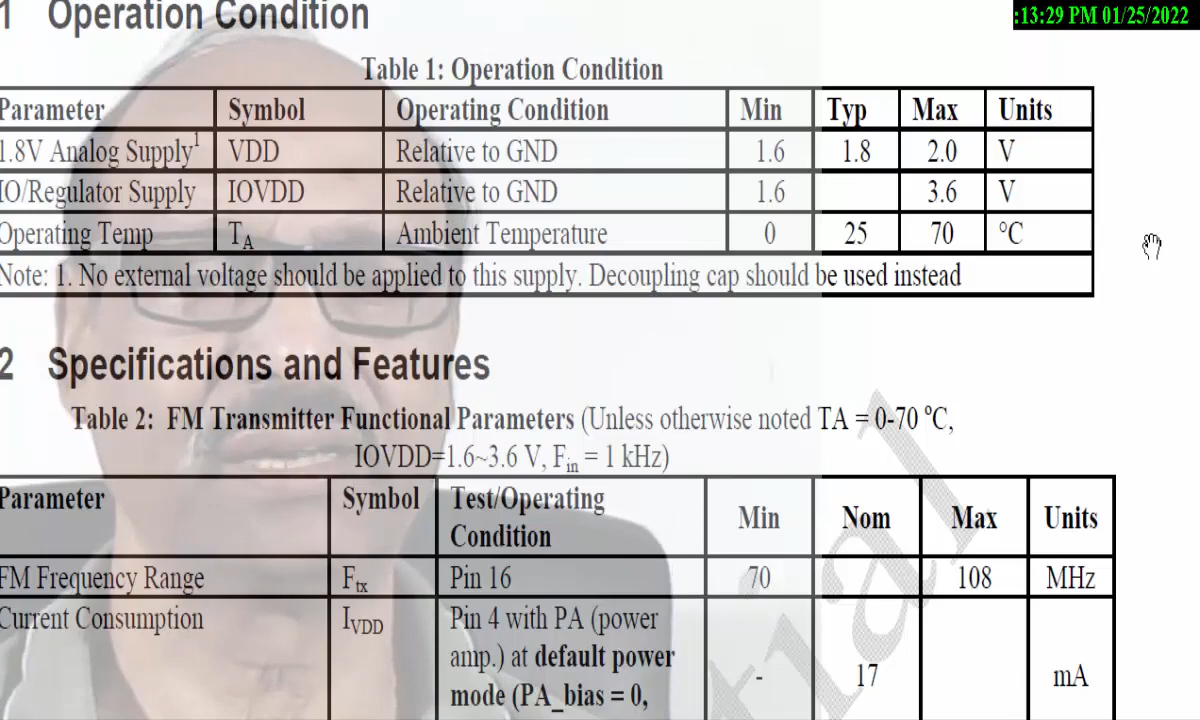 :13:29 PM 01/25/2022
1 Operation Condition
Table 1: Operation Condition
Parameter Symbol Operating Condition Min Typ Max Units
1.8V Analog Supply1 VDD Relative to GND 1.6 1.8 2.0 V
IO/Regulator Supply IOVDD Relative to GND 1.6 3.6 V
Operating Temp TA Ambient Temperature 0 25 70 °C
Note: 1. No external voltage should be applied to this supply. Decoupling cap should be used instead
2 Specifications and Features
Table 2: FM Transmitter Functional Parameters (Unless otherwise noted TA = 0-70 °C,
IOVDD=1.6~3.6 V, Fin = 1 kHz)
Parameter Symbol Test/Operating Condition Min Nom Max Units
FM Frequency Range Ftx Pin 16 70 108 MHz
Current Consumption IVDD Pin 4 with PA (power
amp.) at default power
mode (PA_bias = 0,
- 17 mA
tial